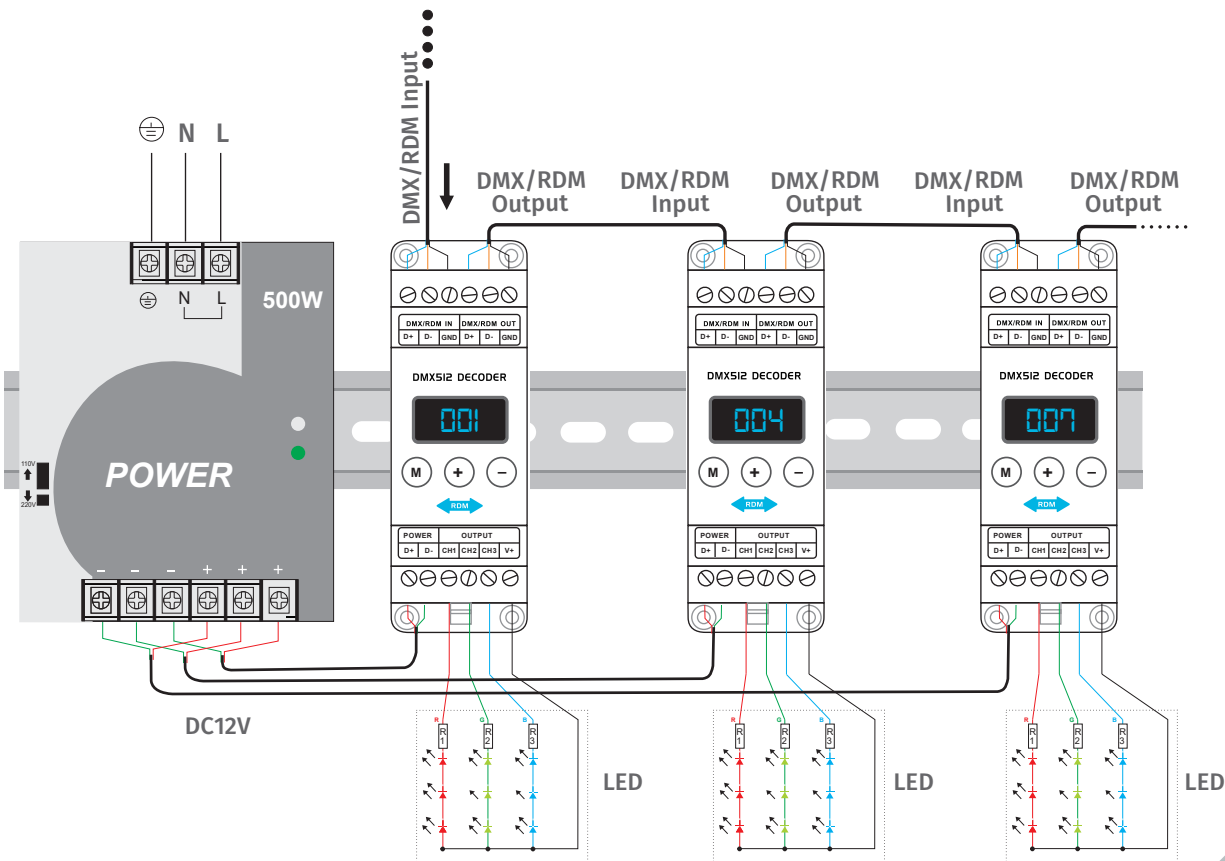 DMX/RDM Input
N L
DMX/RDM Output
DMX/RDM Input
DMX/RDM Output
DMX/RDM Input
DMX/RDM Output
N L
500W
POWER
110V
220V
− − − + + +
DC12V
DMX/RDM IN DMX/RDM OUT
D+ D- GND D+ D- GND
DMX512 DECODER
001
M + −
RDM
POWER OUTPUT
D+ D- CH1 CH2 CH3 V+
DMX/RDM IN DMX/RDM OUT
D+ D- GND D+ D- GND
DMX512 DECODER
004
M + −
RDM
POWER OUTPUT
D+ D- CH1 CH2 CH3 V+
DMX/RDM IN DMX/RDM OUT
D+ D- GND D+ D- GND
DMX512 DECODER
007
M + −
RDM
POWER OUTPUT
D+ D- CH1 CH2 CH3 V+
R G B
R1 R2 R3
LED
R G B
R1 R2 R3
LED
R G B
R1 R2 R3
LED